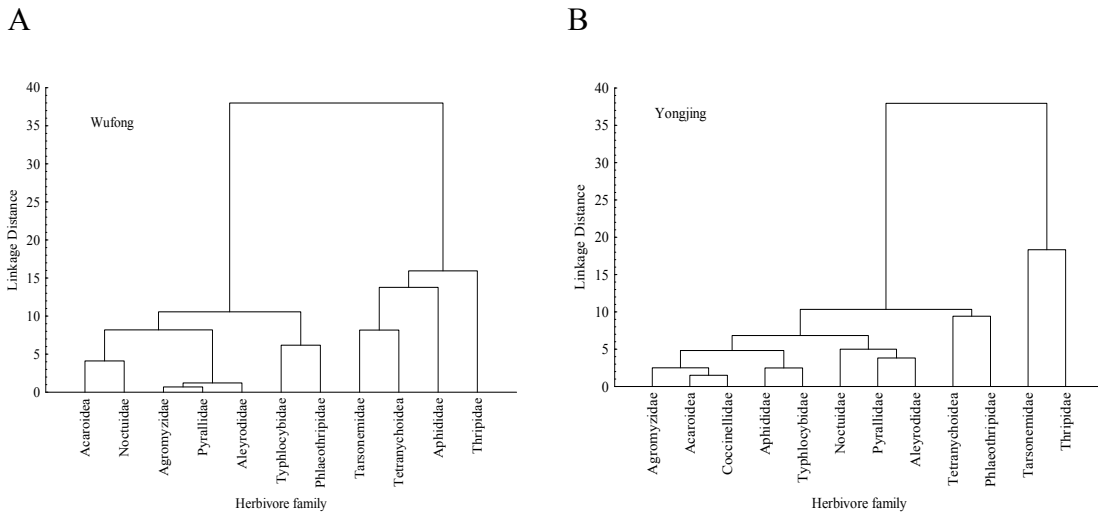 A
B
Wufong
Linkage Distance
40
35
30
25
20
15
10
5
0
Acaroidea
Noctuidae
Agromyzidae
Pyrallidae
Aleyrodidae
Typhlocybidae
Phlaeothripidae
Tarsonemidae
Tetranychoidea
Aphididae
Thripidae
Herbivore family
Yongjing
Linkage Distance
40
35
30
25
20
15
10
5
0
Agromyzidae
Acaroidea
Coccinellidae
Aphididae
Typhlocybidae
Noctuidae
Pyrallidae
Aleyrodidae
Tetranychoidea
Phlaeothripidae
Tarsonemidae
Thripidae
Herbivore family